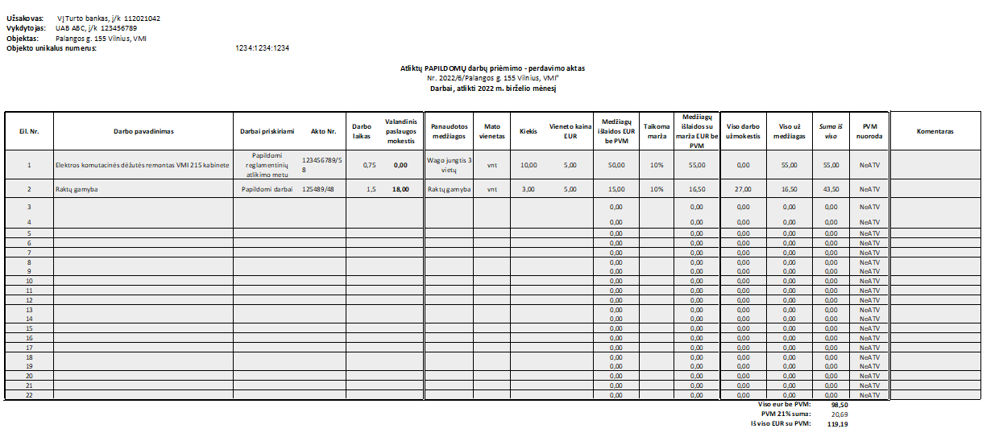 Užsakovas: VĮ Turto bankas, į/k 112021042
Vykdytojas: UAB ABC, į/k 123456789
Objektas: Palangos g. 155 Vilnius, VMI
Objekto unikalus numerus: 1234:1234:1234
Atliktų PAPILDOMŲ darbų priėmimo - perdavimo aktas
Nr. 2022/6/Palangos g. 155 Vilnius, VMI"
Darbai, atlikti 2022 m. birželio mėnesį
Eil. Nr. Darbo pavadinimas Darbai priskiriami Akto Nr. Darbo laikas Valandinis paslaugos mokestis Panaudotos medžiagos Mato vienetas Kiekis Vieneto kaina EUR Medžiagų išlaidos EUR be PVM Taikoma marža Medžiagų išlaidos su marža EUR be PVM Viso darbo užmokestis Viso už medžiagas Suma iš viso PVM nuoroda Komentaras
1 Elektros komutacinės dėžutės remontas VMI 215 kabinete Papildomi reglamentinių atlikimo metu 123456789/58 0,75 0,00 Wago jungtis 3 vietų vnt 10,00 5,00 50,00 10% 55,00 0,00 55,00 55,00 NeATV
2 Raktų gamyba Papildomi darbai 125489/48 1,5 18,00 Raktų gamyba vnt 3,00 5,00 15,00 10% 16,50 27,00 16,50 43,50 NeATV
3 0,00 0,00 0,00 0,00 0,00 NeATV
4 0,00 0,00 0,00 0,00 0,00 NeATV
5 0,00 0,00 0,00 0,00 0,00 NeATV
6 0,00 0,00 0,00 0,00 0,00 NeATV
7 0,00 0,00 0,00 0,00 0,00 NeATV
8 0,00 0,00 0,00 0,00 0,00 NeATV
9 0,00 0,00 0,00 0,00 0,00 NeATV
10 0,00 0,00 0,00 0,00 0,00 NeATV
11 0,00 0,00 0,00 0,00 0,00 NeATV
12 0,00 0,00 0,00 0,00 0,00 NeATV
13 0,00 0,00 0,00 0,00 0,00 NeATV
14 0,00 0,00 0,00 0,00 0,00 NeATV
15 0,00 0,00 0,00 0,00 0,00 NeATV
16 0,00 0,00 0,00 0,00 0,00 NeATV
17 0,00 0,00 0,00 0,00 0,00 NeATV
18 0,00 0,00 0,00 0,00 0,00 NeATV
19 0,00 0,00 0,00 0,00 0,00 NeATV
20 0,00 0,00 0,00 0,00 0,00 NeATV
21 0,00 0,00 0,00 0,00 0,00 NeATV
22 0,00 0,00 0,00 0,00 0,00 NeATV
Viso eur be PVM: 98,50
PVM 21% suma: 20,69
Iš viso EUR su PVM: 119,19